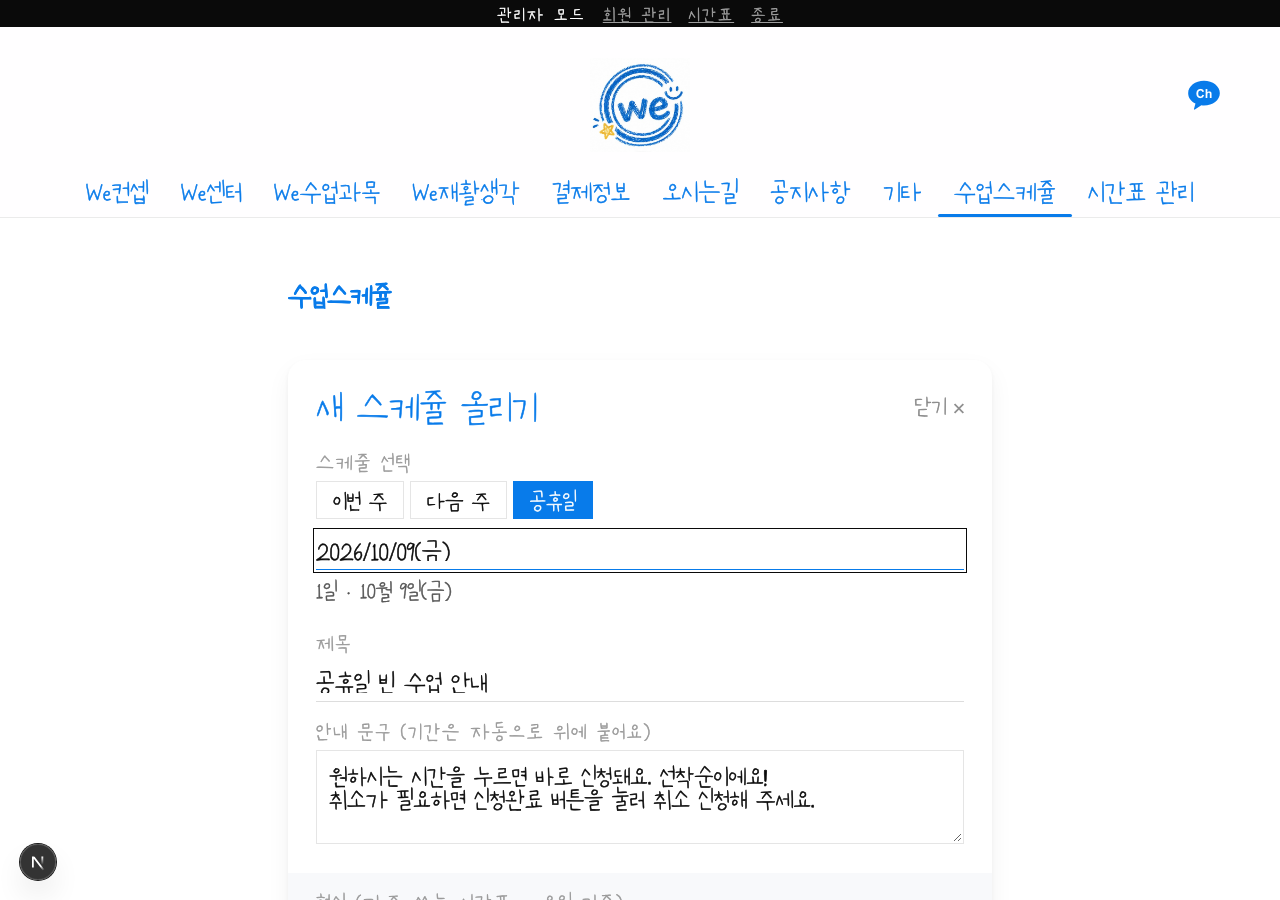 관리자 모드 회원 관리 시간표 종료
we
Ch
We컨셉 We센터 We수업과목 We재활생각 결제정보 오시는길 공지사항 기타 수업스케쥴 시간표 관리
수업스케쥴
새 스케쥴 올리기
닫기 ×
스케줄 선택
이번 주 다음 주 공휴일
2026/10/09(금)
1일 · 10월 9일(금)
제목
공휴일 빈 수업 안내
안내 문구 (기간은 자동으로 위에 붙어요)
원하시는 시간을 누르면 바로 신청돼요. 선착순이에요!
취소가 필요하면 신청완료 버튼을 눌러 취소 신청해 주세요.
N